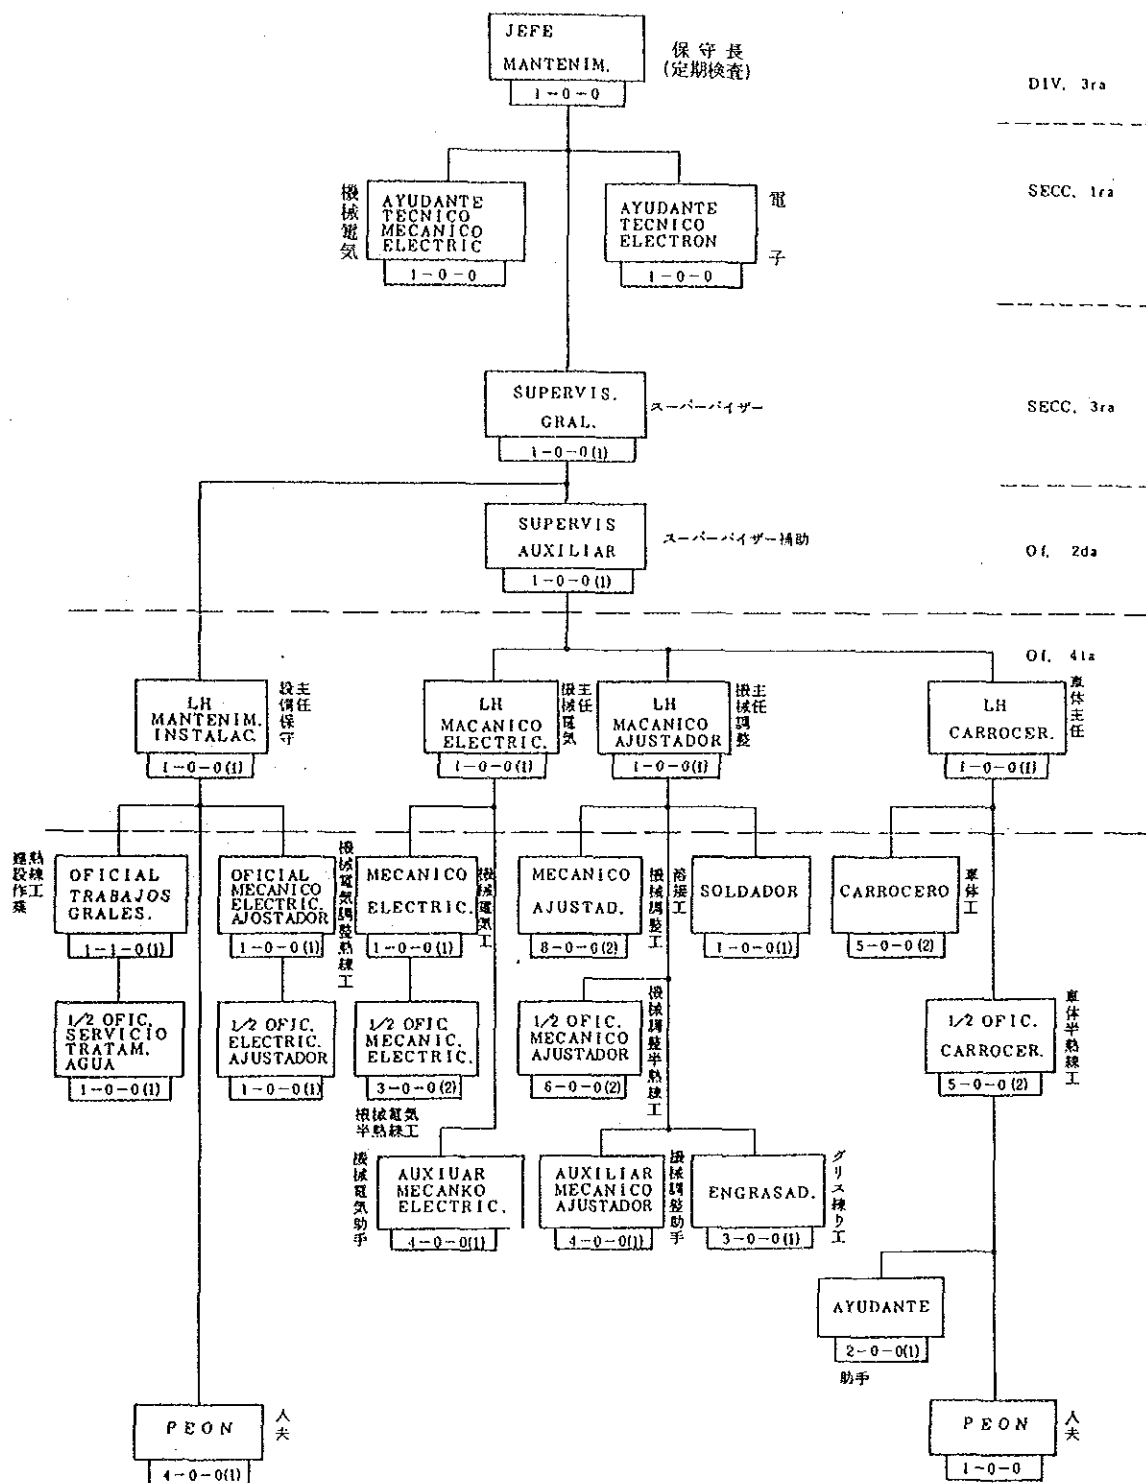 JEFE
MANTENIM.
1-0-0
保守長
(定期検査)
DIV. 3ra
機械電気
AYUDANTE
TECNICO
MECANICO
ELECTRIC
1-0-0
AYUDANTE
TECNICO
ELECTRON
1-0-0
電子
SECC. 1ra
SUPERVIS.
GRAL.
1-0-0(1)
スーパーバイザー
SECC. 3ra
SUPERVIS
AUXILIAR
1-0-0(1)
スーパーバイザー補助
Of. 2da
Of. 4ta
LH
MANTENIM.
INSTALAC.
1-0-0(1)
主任
設備保守
LH
MACANICO
ELECTRIC.
1-0-0(1)
主任
機械電気
LH
MACANICO
AJUSTADOR
1-0-0(1)
主任
機械調整
LH
CARROCER.
1-0-0(1)
車体主任
熟練工
建設作業
OFICIAL
TRABAJOS
GRALES.
1-1-0(1)
OFICIAL
MECANICO
ELECTRIC.
AJOSTADOR
1-0-0(1)
機械電気調整熟練工
MECANICO
ELECTRIC.
1-0-0(1)
機械電気工
MECANICO
AJUSTAD.
8-0-0(2)
機械調整工
溶接工
SOLDADOR
1-0-0(1)
CARROCERO
5-0-0(2)
車体工
1/2 OFIC.
SERVICIO
TRATAM.
AGUA
1-0-0(1)
1/2 OFIC.
ELECTRIC.
AJUSTADOR
1-0-0(1)
1/2 OFIC.
MECANIC.
ELECTRIC.
3-0-0(2)
機械電気
半熟練工
1/2 OFIC.
MECANICO
AJUSTADOR
6-0-0(2)
機械調整半熟練工
1/2 OFIC.
CARROCER.
5-0-0(2)
車体半熟練工
機械電気助手
AUXIUAR
MECANKO
ELECTRIC.
4-0-0(1)
AUXILIAR
MECANICO
AJUSTADOR
4-0-0(1)
機械調整助手
ENGRASAD.
3-0-0(1)
グリス練り工
AYUDANTE
2-0-0(1)
助手
PEON
4-0-0(1)
人夫
PEON
1-0-0
人夫